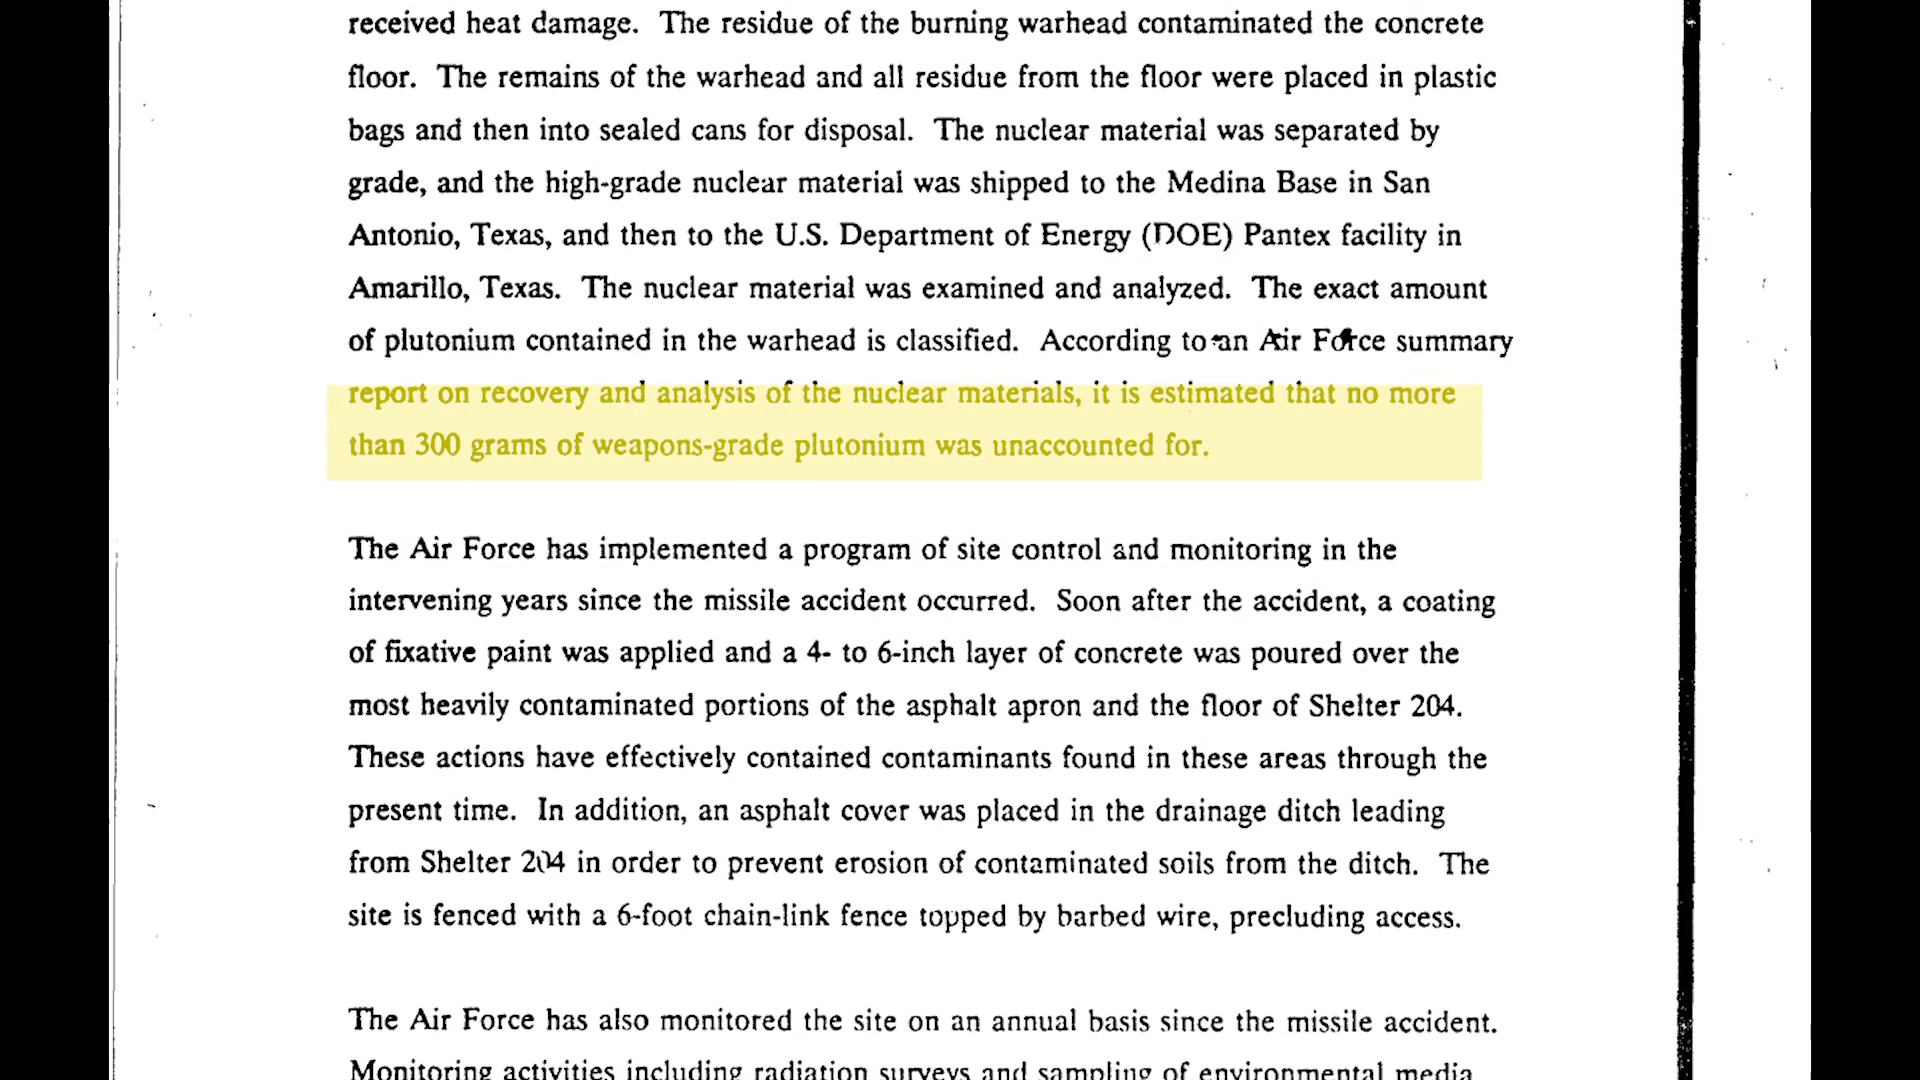 received heat damage. The residue of the burning warhead contaminated the concrete
floor. The remains of the warhead and all residue from the floor were placed in plastic
bags and then into sealed cans for disposal. The nuclear material was separated by
grade, and the high-grade nuclear material was shipped to the Medina Base in San
Antonio, Texas, and then to the U.S. Department of Energy (DOE) Pantex facility in
Amarillo, Texas. The nuclear material was examined and analyzed. The exact amount
of plutonium contained in the warhead is classified. According to an Air Force summary
report on recovery and analysis of the nuclear materials, it is estimated that no more
than 300 grams of weapons-grade plutonium was unaccounted for.
The Air Force has implemented a program of site control and monitoring in the
intervening years since the missile accident occurred. Soon after the accident, a coating
of fixative paint was applied and a 4- to 6-inch layer of concrete was poured over the
most heavily contaminated portions of the asphalt apron and the floor of Shelter 204.
These actions have effectively contained contaminants found in these areas through the
present time. In addition, an asphalt cover was placed in the drainage ditch leading
from Shelter 204 in order to prevent erosion of contaminated soils from the ditch. The
site is fenced with a 6-foot chain-link fence topped by barbed wire, precluding access.
The Air Force has also monitored the site on an annual basis since the missile accident.
Monitoring activities including radiation surveys and sampling of environmental media